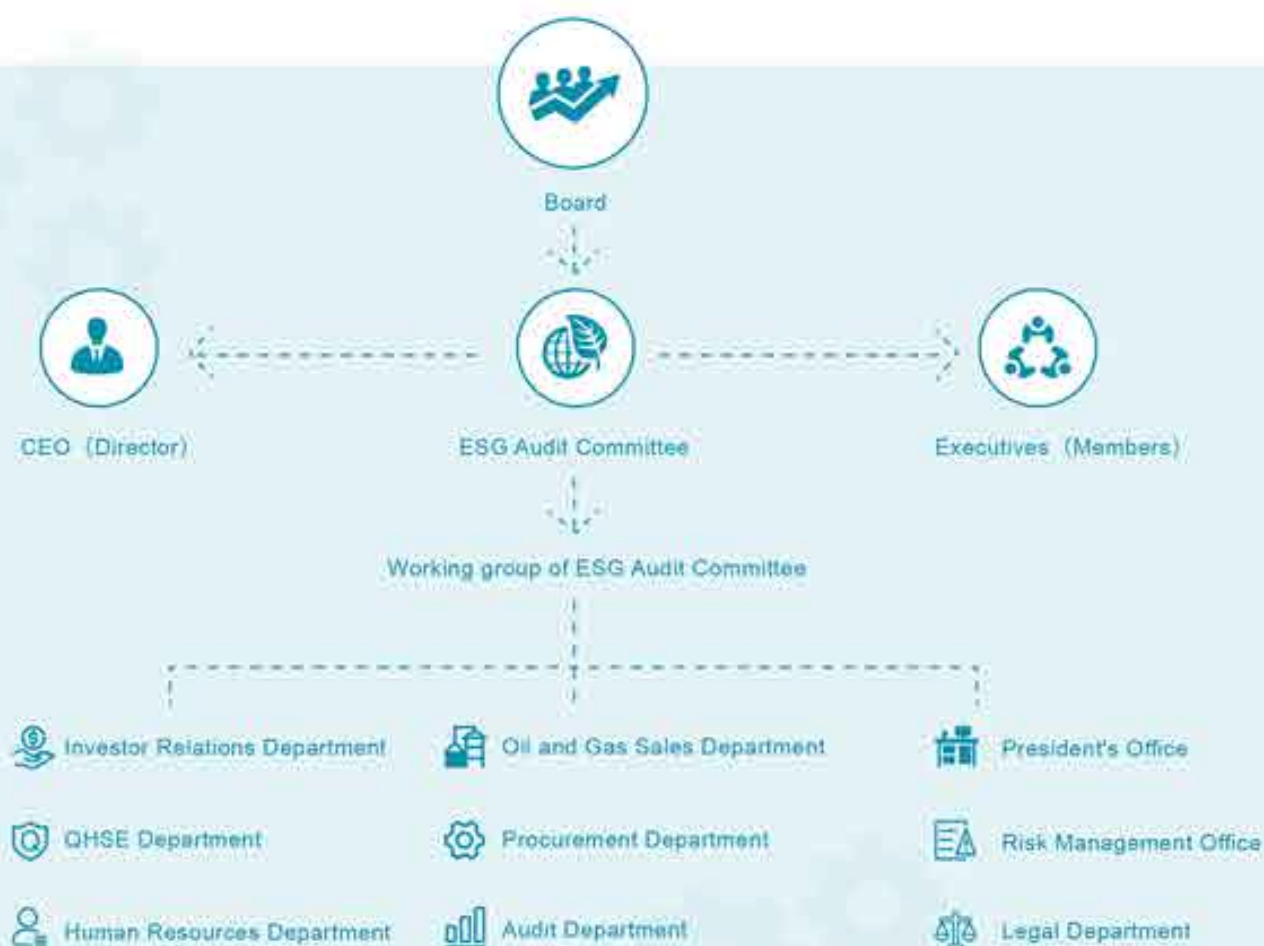 Board
CEO（Director）
ESG Audit Committee
Executives（Members）
Working group of ESG Audit Committee
Investor Relations Department
Oil and Gas Sales Department
President's Office
QHSE Department
Procurement Department
Risk Management Office
Human Resources Department
Audit Department
Legal Department